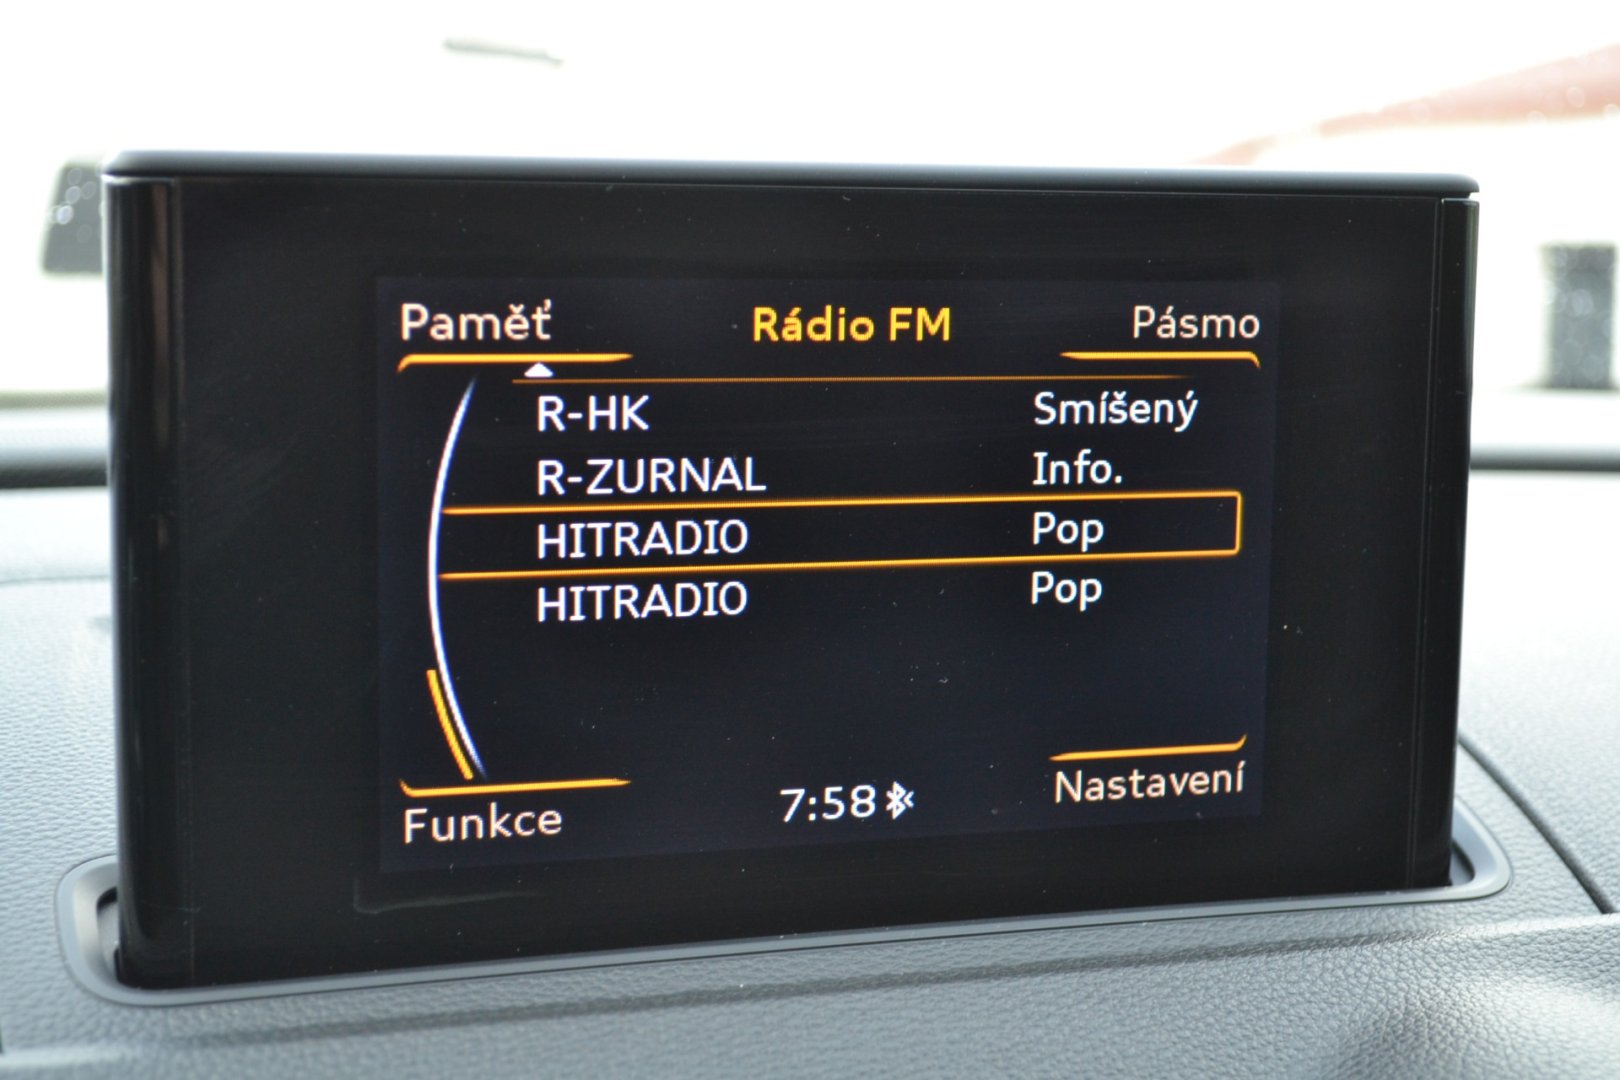 Paměť Rádio FM Pásmo
R-HK Smíšený
R-ZURNAL Info.
HITRADIO Pop
HITRADIO Pop
Funkce 7:58 Nastavení